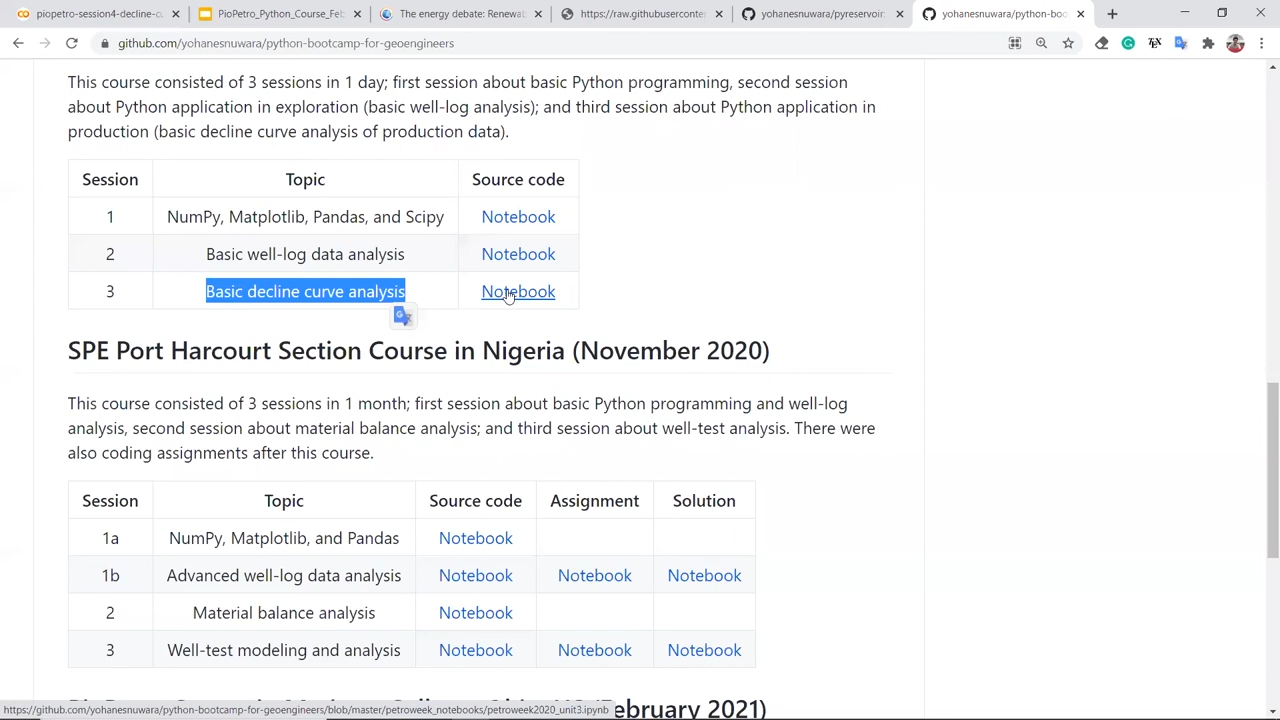 piopetro-session4-decline-c
PioPetro_Python_Course_Feb
The energy debate: Renewab
https://raw.githubusercontent
yohanesnuwara/pyreservoir
yohanesnuwara/python-boo
github.com/yohanesnuwara/python-bootcamp-for-geoengineers
This course consisted of 3 sessions in 1 day; first session about basic Python programming, second session
about Python application in exploration (basic well-log analysis); and third session about Python application in
production (basic decline curve analysis of production data).
Session Topic Source code
1 NumPy, Matplotlib, Pandas, and Scipy Notebook
2 Basic well-log data analysis Notebook
3 Basic decline curve analysis Notebook
SPE Port Harcourt Section Course in Nigeria (November 2020)
This course consisted of 3 sessions in 1 month; first session about basic Python programming and well-log
analysis, second session about material balance analysis; and third session about well-test analysis. There were
also coding assignments after this course.
Session Topic Source code Assignment Solution
1a NumPy, Matplotlib, and Pandas Notebook
1b Advanced well-log data analysis Notebook Notebook Notebook
2 Material balance analysis Notebook
3 Well-test modeling and analysis Notebook Notebook Notebook
ebruary 2021)
https://github.com/yohanesnuwara/python-bootcamp-for-geoengineers/blob/master/petroweek_notebooks/petroweek2020_unit3.ipynb